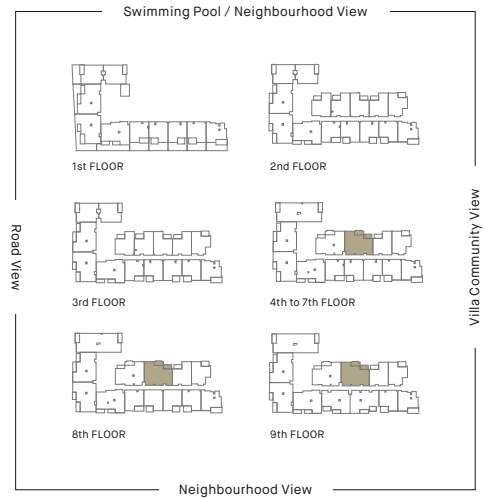 Swimming Pool / Neighbourhood View
1st FLOOR
2nd FLOOR
Road View
Villa Community View
3rd FLOOR
4th to 7th FLOOR
8th FLOOR
9th FLOOR
Neighbourhood View